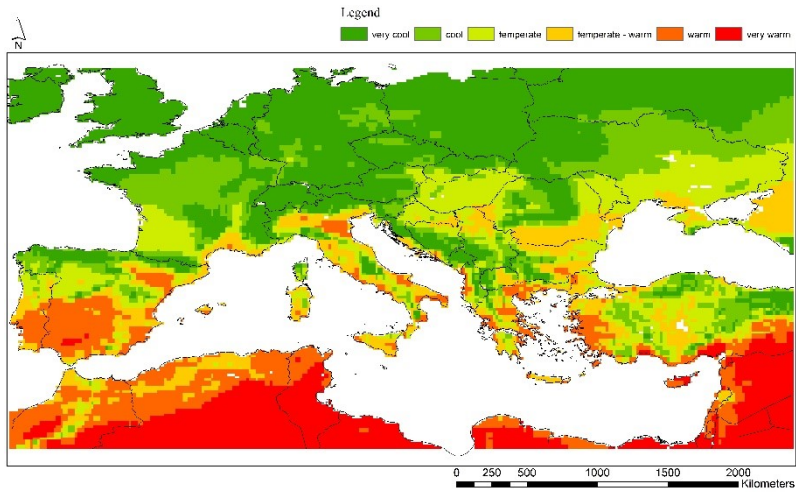 Legend
N
very cool cool temperate temperate - warm warm very warm
0 250 500 1000 1500 2000
Kilometers